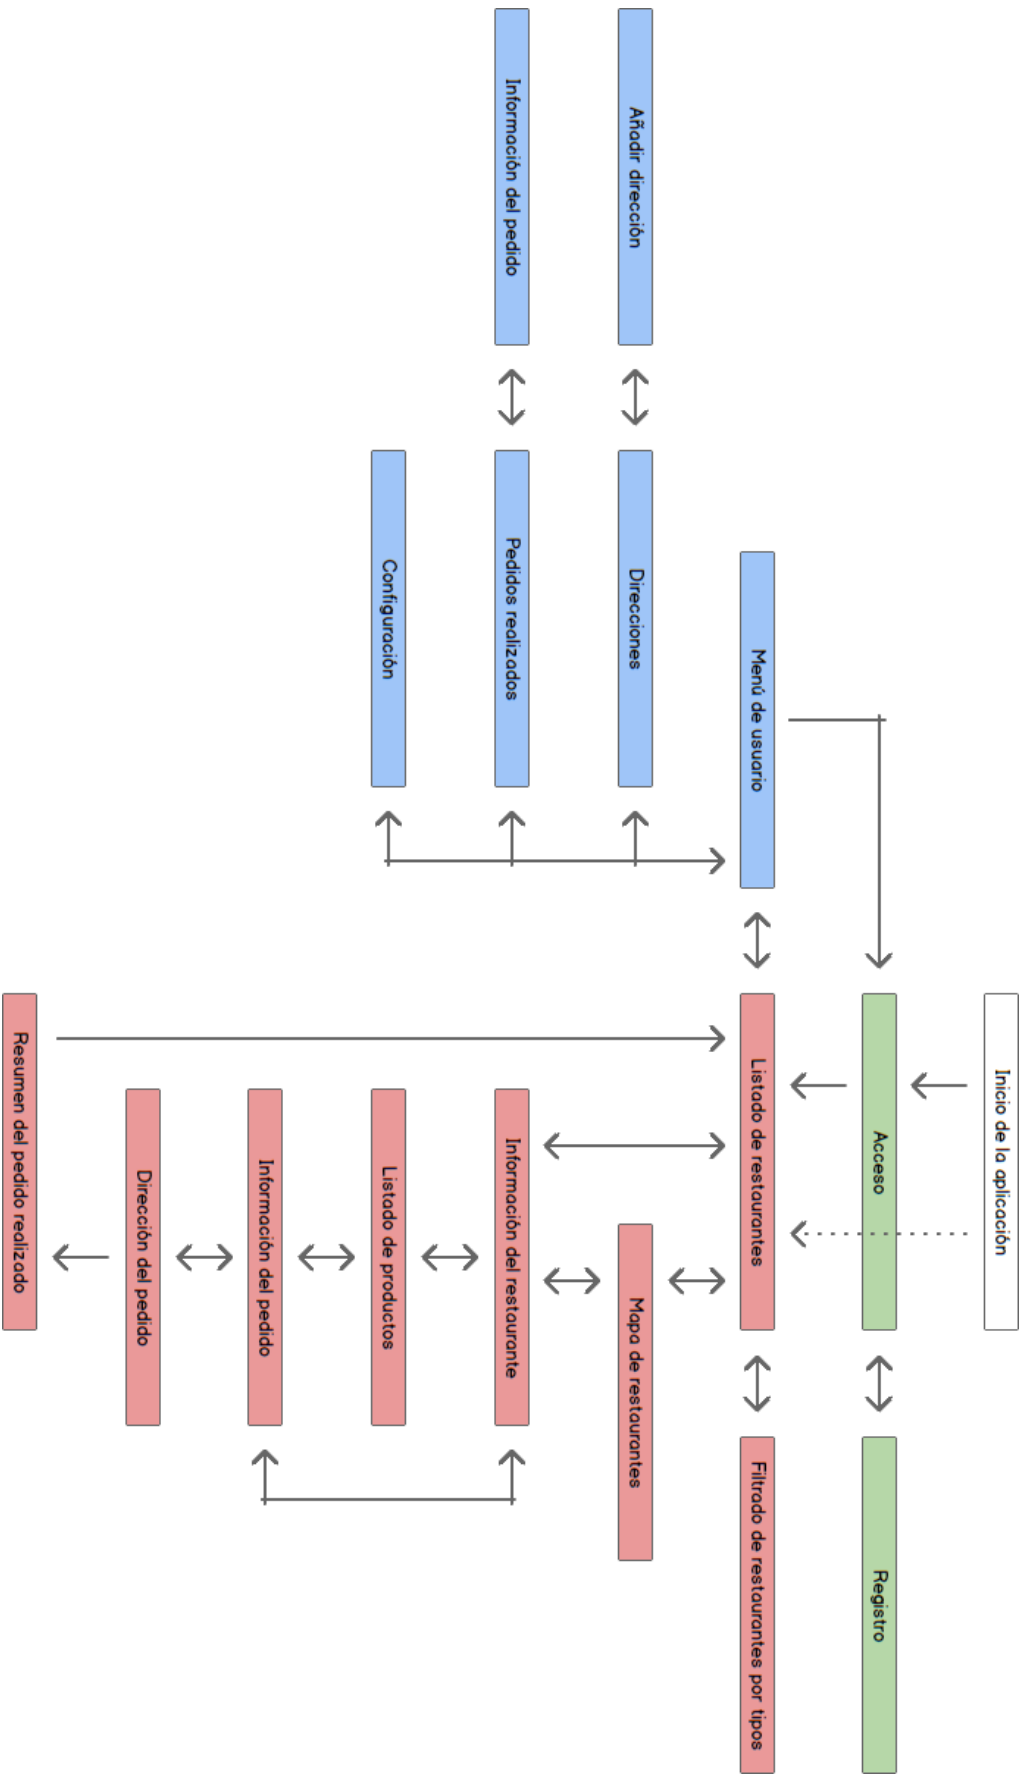 Inicio de la aplicación
Acceso
Registro
Menú de usuario
Listado de restaurantes
Filtrado de restaurantes por tipos
Añadir dirección
Direcciones
Mapa de restaurantes
Información del pedido
Pedidos realizados
Información del restaurante
Configuración
Listado de productos
Información del pedido
Dirección del pedido
Resumen del pedido realizado